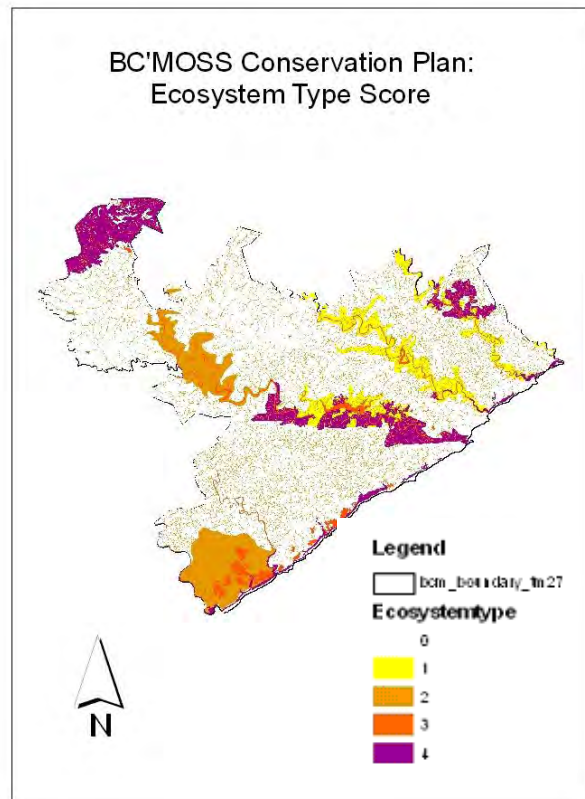 BC'MOSS Conservation Plan:
Ecosystem Type Score
Legend
bcm_boundary_tm27
Ecosystemtype
0
1
2
3
4
N